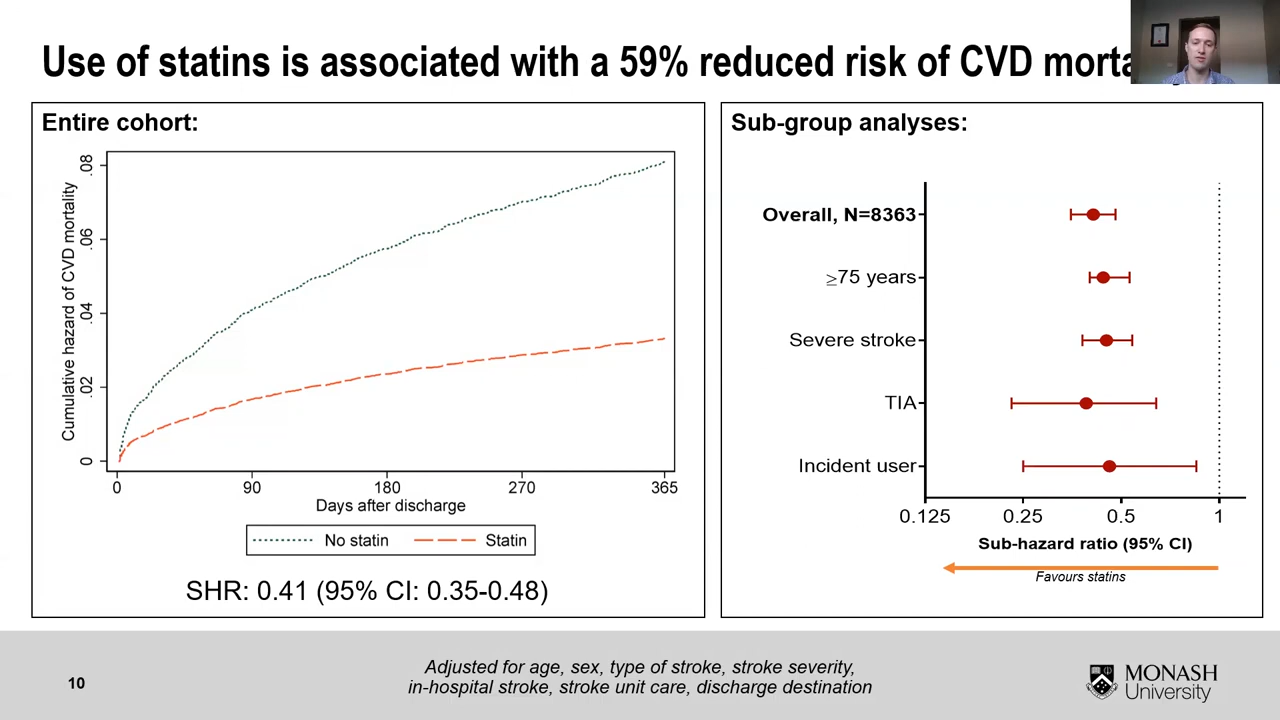 Use of statins is associated with a 59% reduced risk of CVD
Entire cohort:
Cumulative hazard of CVD mortality
.08
.06
.04
.02
0
0 90 180 270 365
Days after discharge
No statin Statin
SHR: 0.41 (95% CI: 0.35-0.48)
Sub-group analyses:
Overall, N=8363
≥75 years
Severe stroke
TIA
Incident user
0.125 0.25 0.5 1
Sub-hazard ratio (95% CI)
Favours statins
10
Adjusted for age, sex, type of stroke, stroke severity,
in-hospital stroke, stroke unit care, discharge destination
MONASH
University